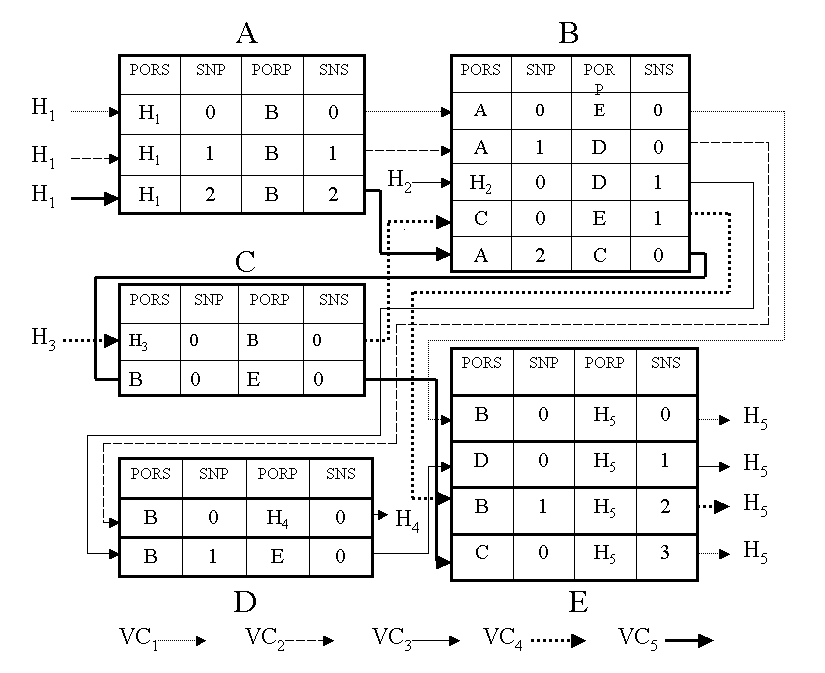 A
PORS SNP PORP SNS
H₁ H₁ 0 B 0
H₁ H₁ 1 B 1
H₁ H₁ 2 B 2
B
PORS SNP POR P SNS
A 0 E 0
A 1 D 0
H₂ H₂ 0 D 1
C 0 E 1
A 2 C 0
C
PORS SNP PORP SNS
H₃ H₃ 0 B 0
B 0 E 0
PORS SNP PORP SNS
B 0 H₅ 0 H₅
D 0 H₅ 1 H₅
B 1 H₅ 2 H₅
C 0 H₅ 3 H₅
E
PORS SNP PORP SNS
B 0 H₄ 0 H₄
B 1 E 0
D
VC₁ VC₂ VC₃ VC₄ VC₅